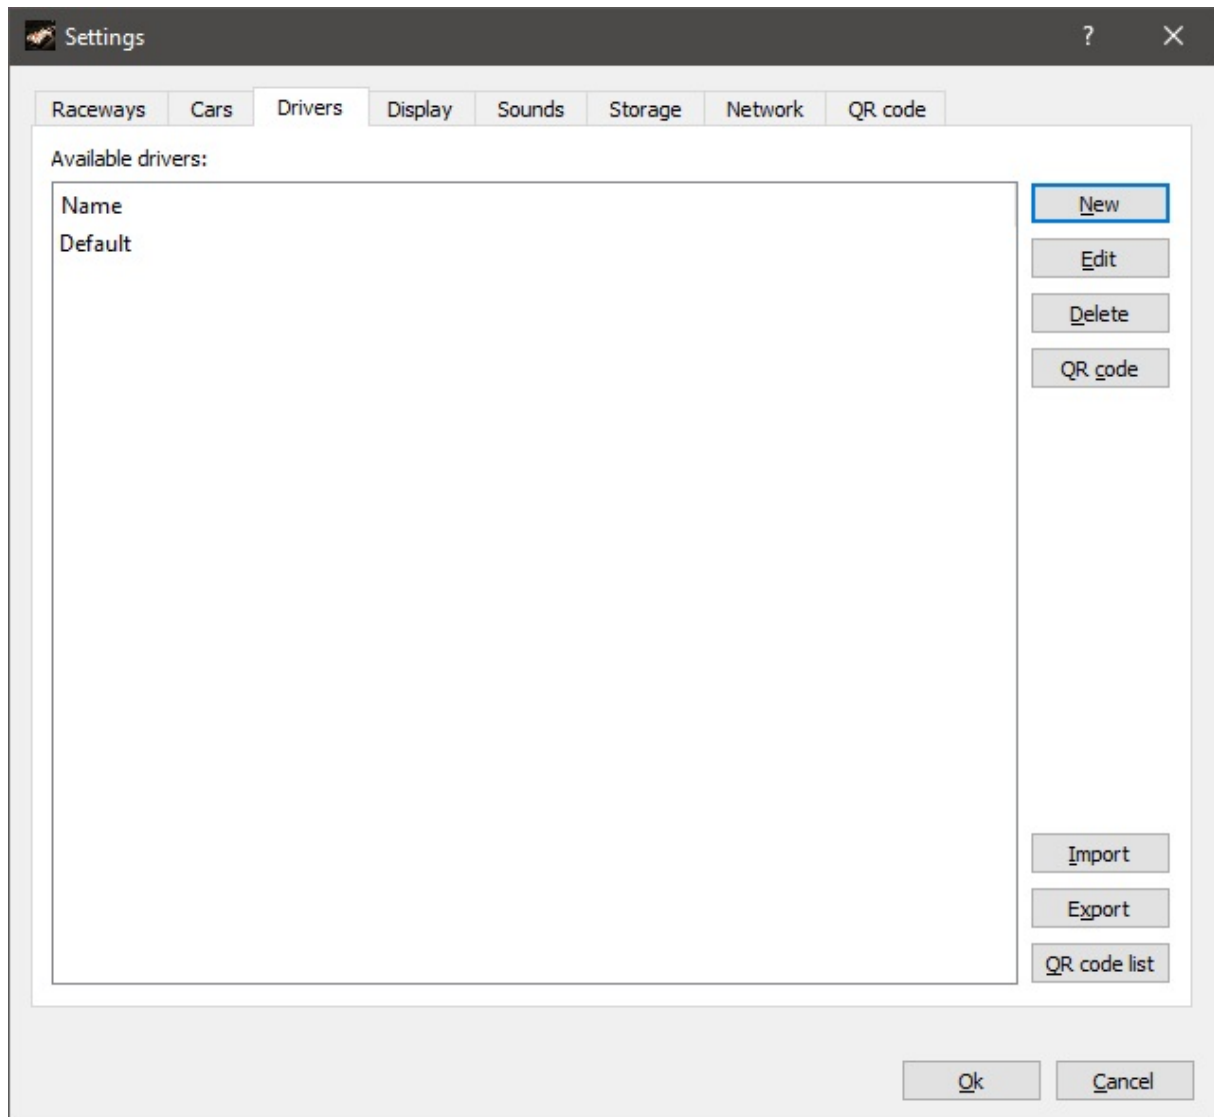 Settings ?
Raceways Cars Drivers Display Sounds Storage Network QR code
Available drivers:
Name
Default
New
Edit
Delete
QR code
Import
Export
QR code list
Ok Cancel